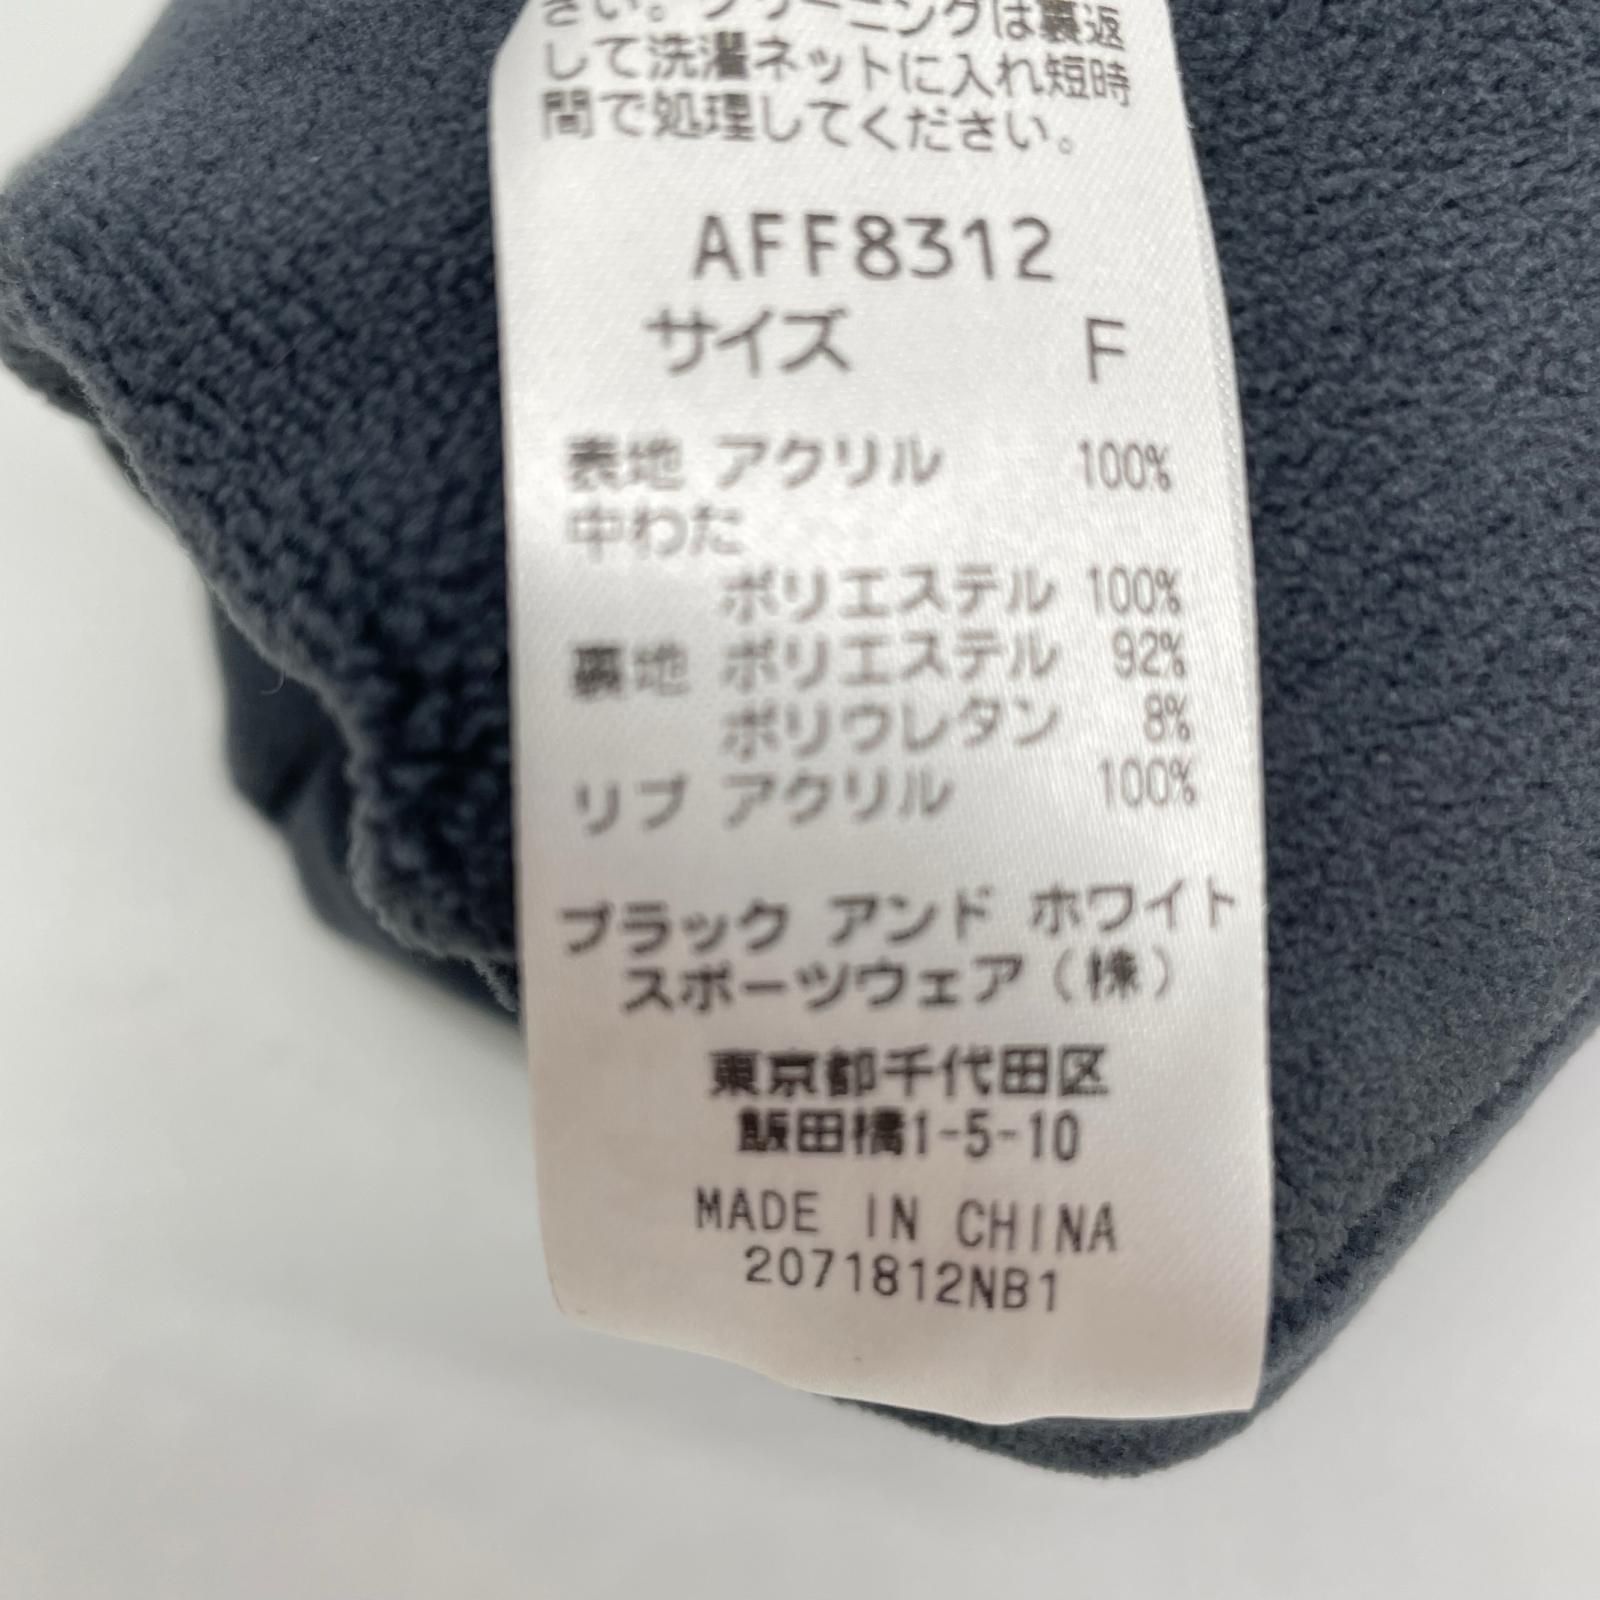 さい。クリーニングは裏返
して洗濯ネットに入れ短時
間で処理してください。
AFF8312
サイズ F
表地 アクリル 100%
中わた
ポリエステル 100%
裏地 ポリエステル 92%
ポリウレタン 8%
リブ アクリル 100%
ブラック アンド ホワイト
スポーツウェア(株)
東京都千代田区
飯田橋1-5-10
MADE IN CHINA
2071812NB1